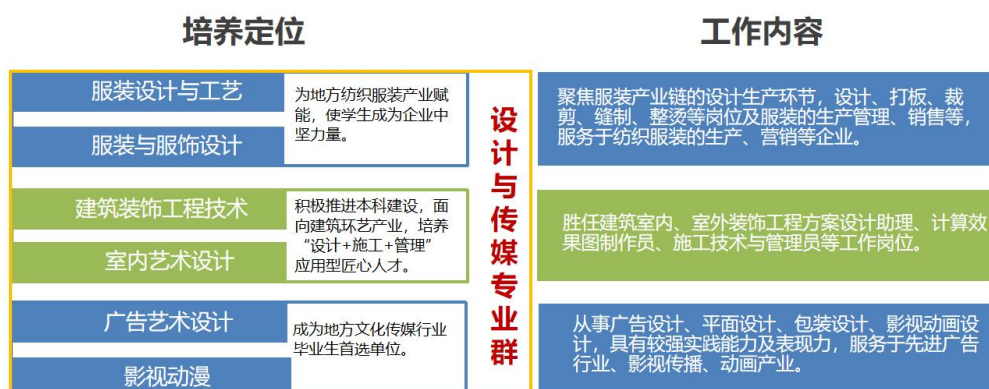 培养定位
工作内容
服装设计与工艺
服装与服饰设计
为地方纺织服装产业赋
能，使学生成为企业中
坚力量。
建筑装饰工程技术
室内艺术设计
积极推进本科建设，面
向建筑环艺产业，培养
“设计+施工+管理”
应用型匠心人才。
广告艺术设计
影视动漫
成为地方文化传媒行业
毕业生首选单位。
设计与传媒专业群
聚焦服装产业链的设计生产环节，设计、打板、裁
剪、缝制、整烫等岗位及服装的生产管理、销售等，
服务于纺织服装的生产、营销等企业。
胜任建筑室内、室外装饰工程方案设计助理、计算效
果图制作员、施工技术与管理员等工作岗位。
从事广告设计、平面设计、包装设计、影视动画设
计，具有较强实践能力及表现力，服务于先进广告
行业、影视传播、动画产业。